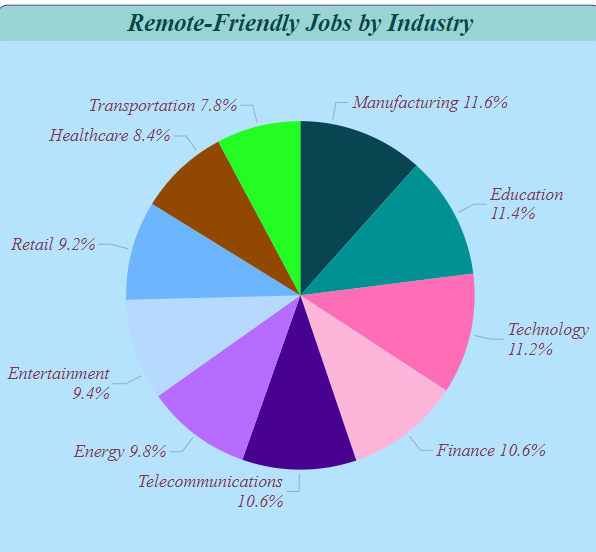 Remote-Friendly Jobs by Industry
Transportation 7.8%
Manufacturing 11.6%
Healthcare 8.4%
Education
11.4%
Retail 9.2%
Technology
11.2%
Entertainment
9.4%
Energy 9.8%
Finance 10.6%
Telecommunications
10.6%